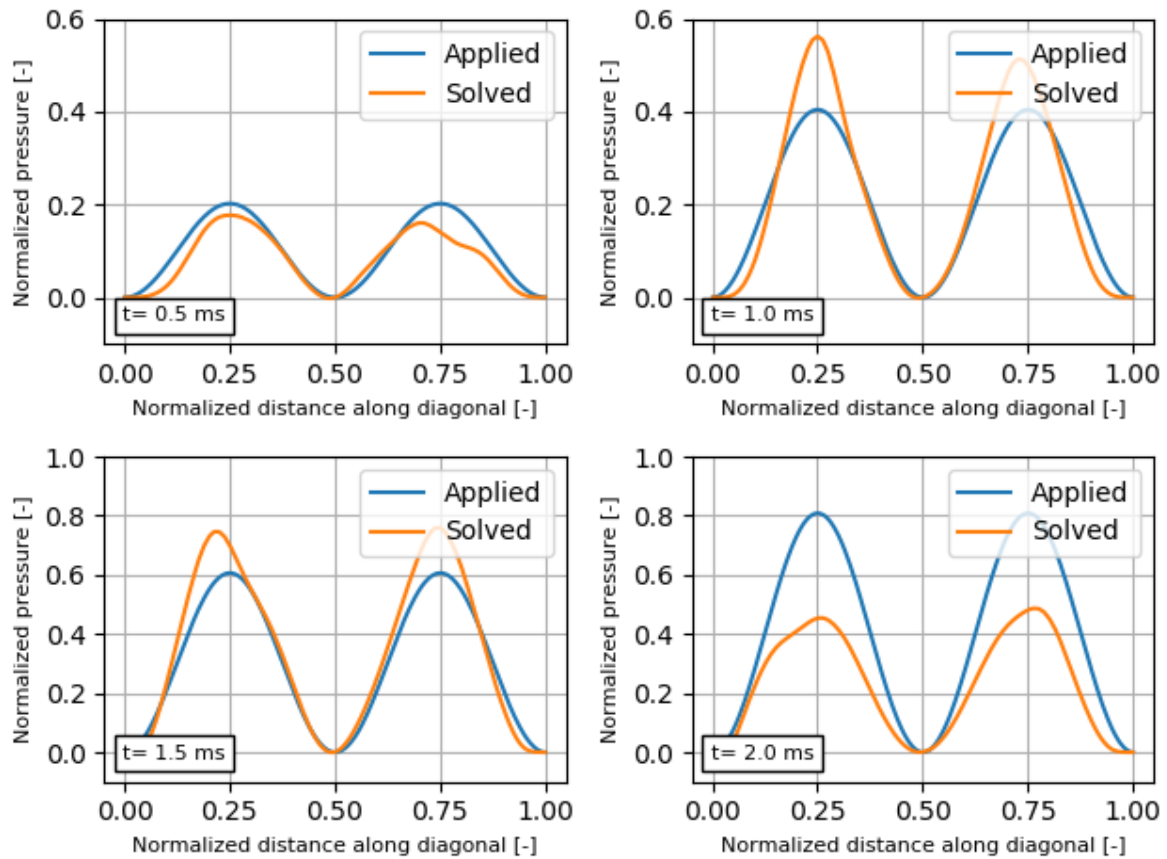 Normalized pressure [-]
0.6
0.4
0.2
0.0
Applied
Solved
t= 0.5 ms
0.00 0.25 0.50 0.75 1.00
Normalized distance along diagonal [-]
Normalized pressure [-]
0.6
0.4
0.2
0.0
Applied
Solved
t= 1.0 ms
0.00 0.25 0.50 0.75 1.00
Normalized distance along diagonal [-]
Normalized pressure [-]
1.0
0.8
0.6
0.4
0.2
0.0
Applied
Solved
t= 1.5 ms
0.00 0.25 0.50 0.75 1.00
Normalized distance along diagonal [-]
Normalized pressure [-]
1.0
0.8
0.6
0.4
0.2
0.0
Applied
Solved
t= 2.0 ms
0.00 0.25 0.50 0.75 1.00
Normalized distance along diagonal [-]